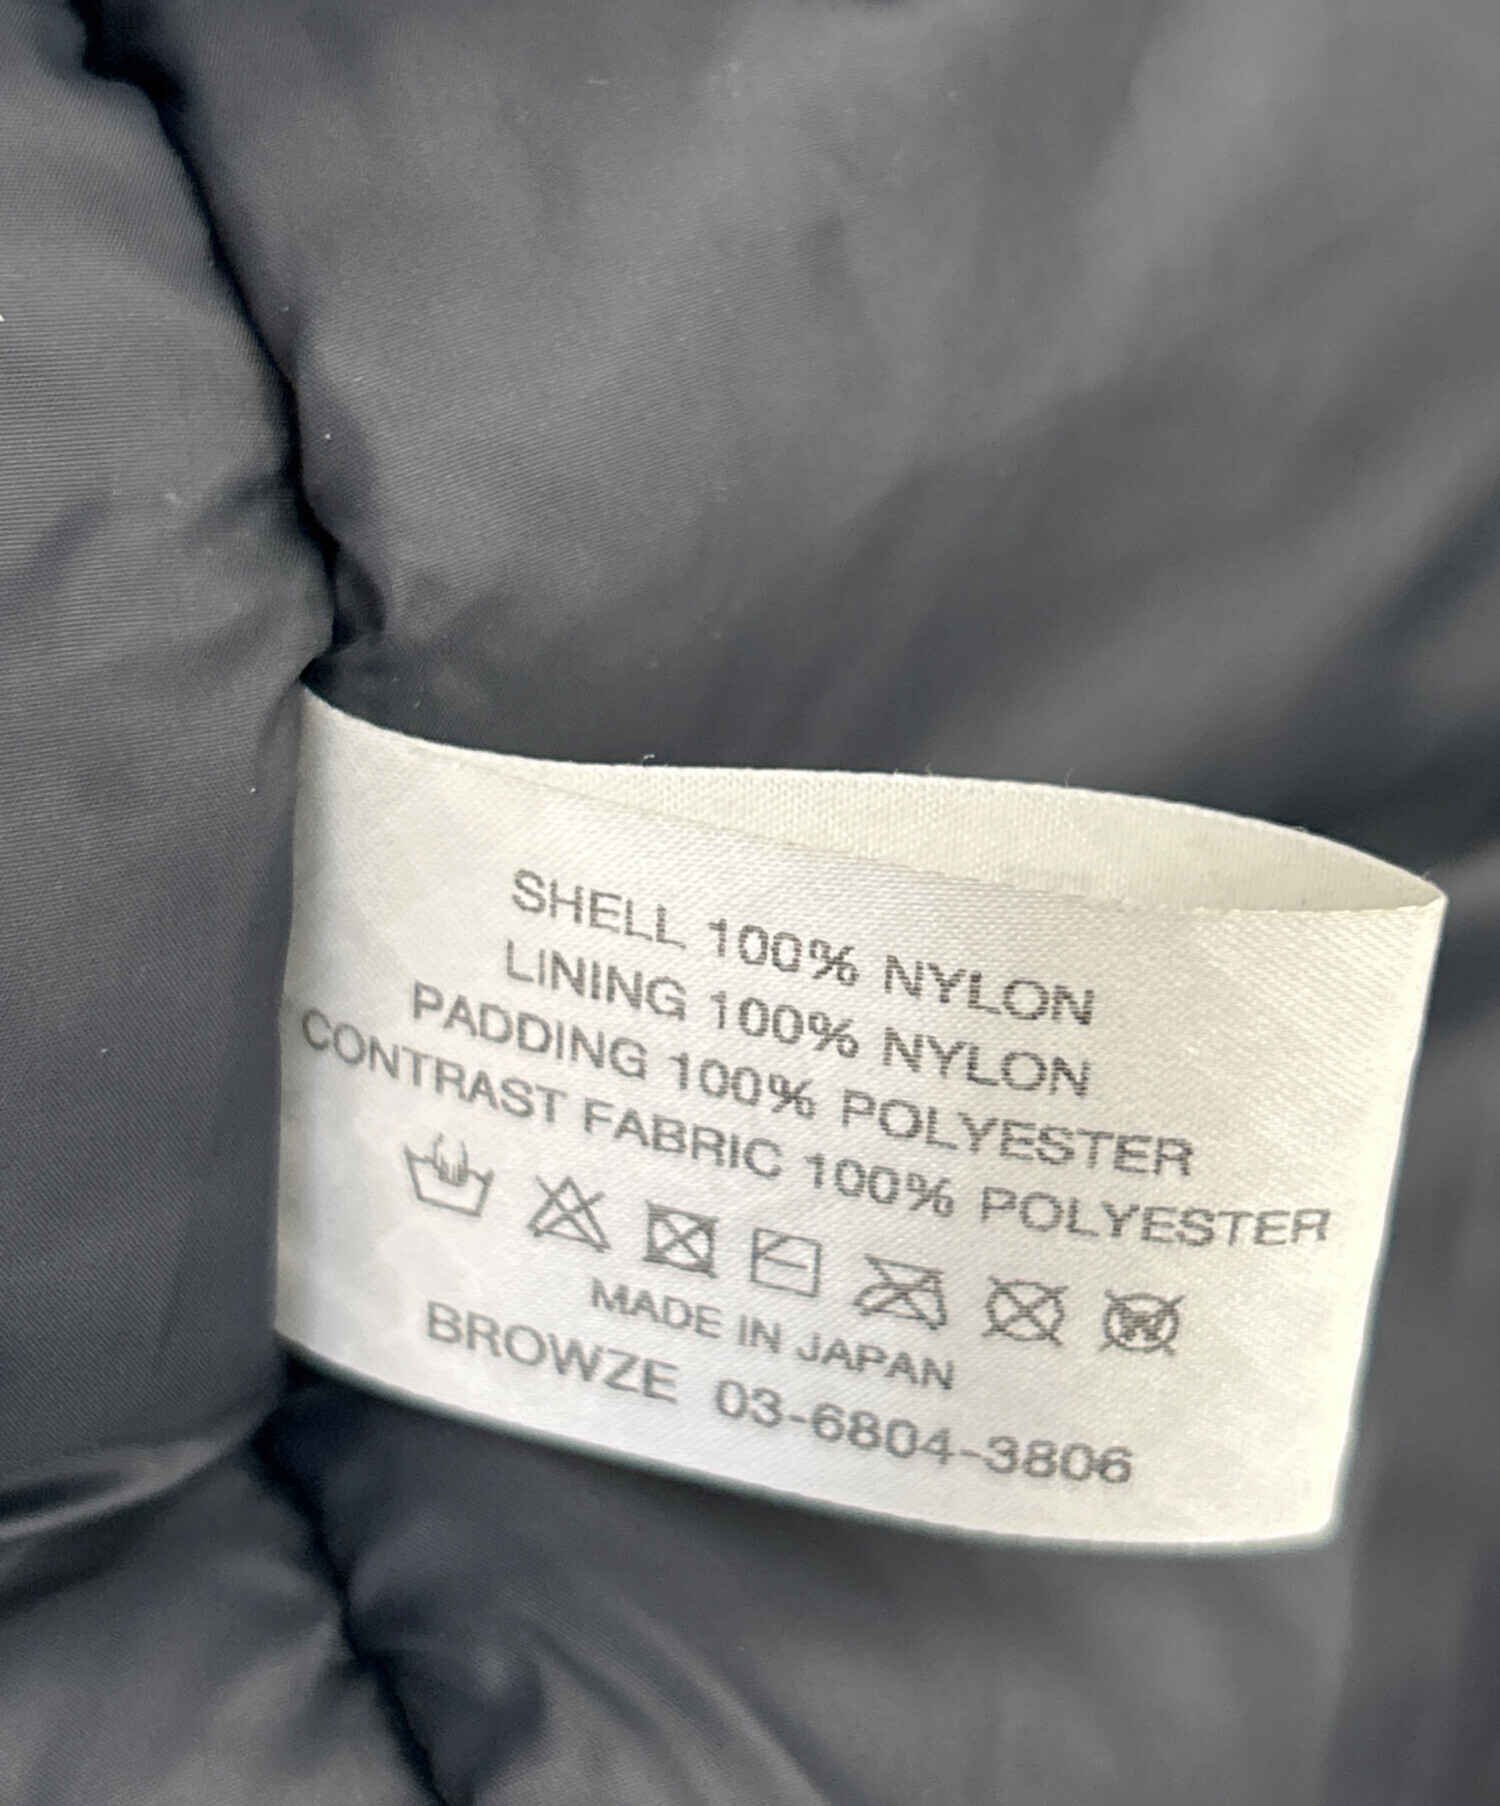 SHELL 100% NYLON
LINING 100% NYLON
PADDING 100% POLYESTER
CONTRAST FABRIC 100% POLYESTER
W
MADE IN JAPAN
BROWZE 03-6804-3806